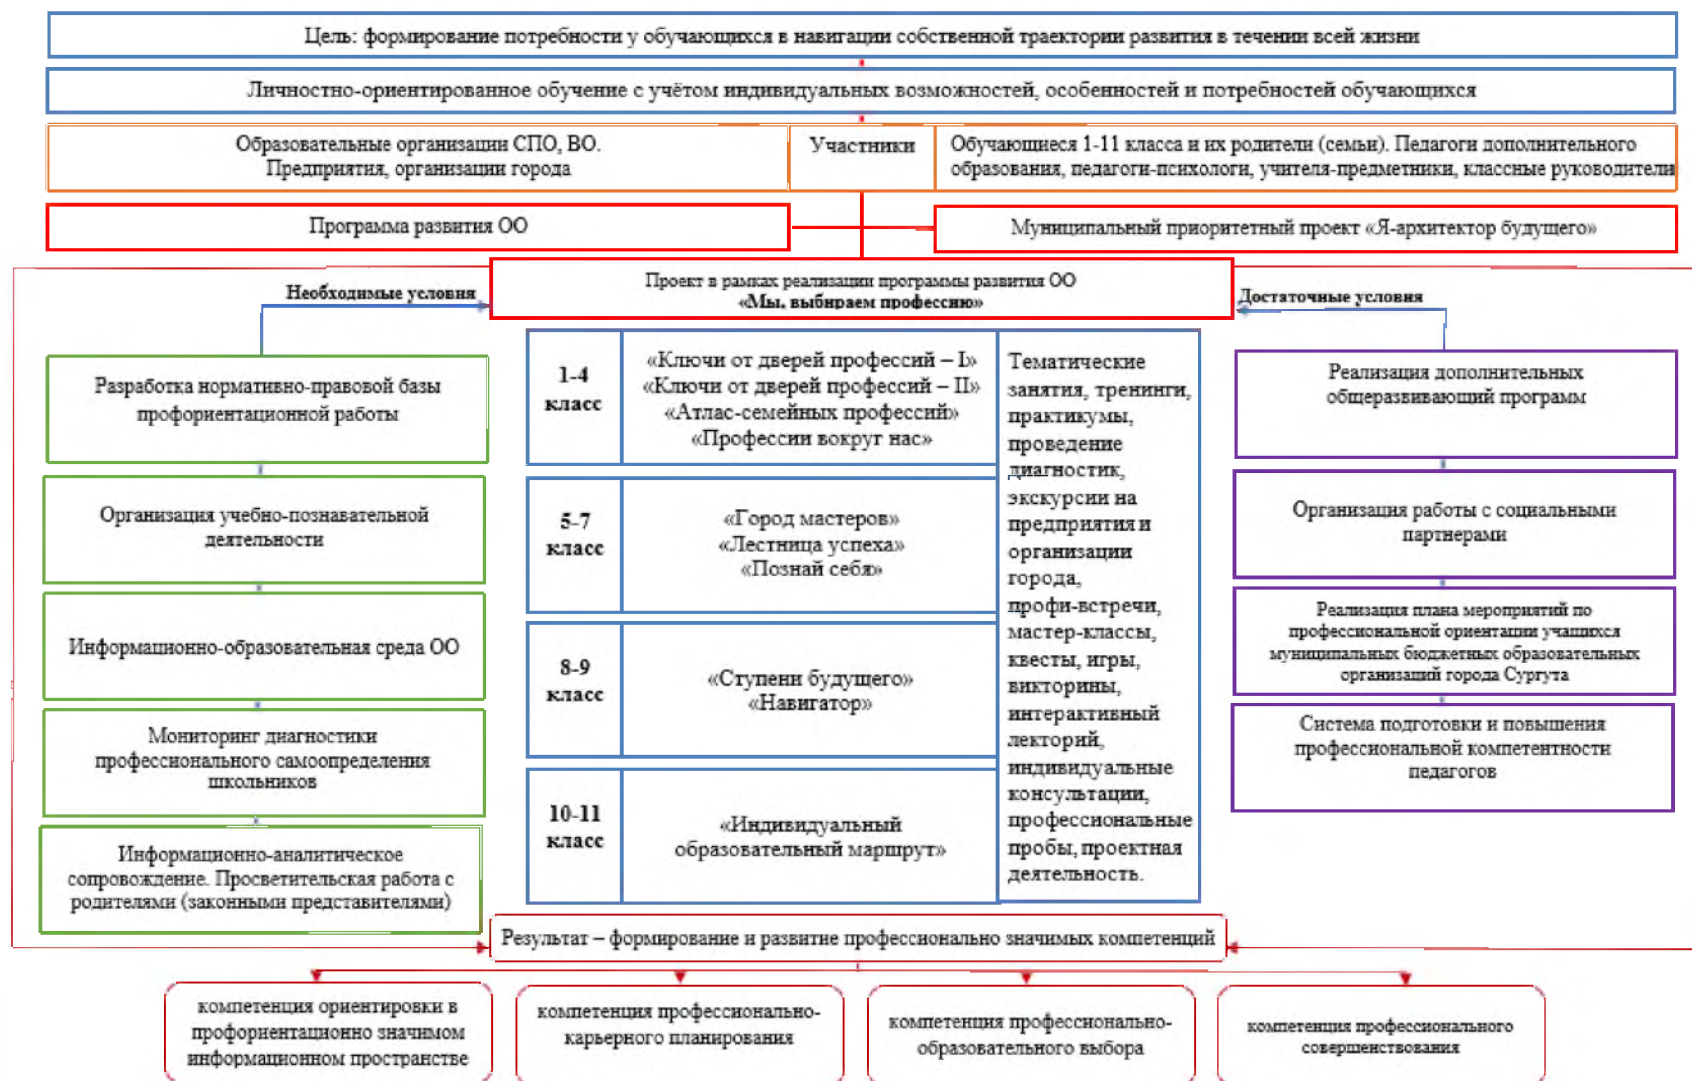 Цель: формирование потребности у обучающихся в навигации собственной траектории развития в течении всей жизни
Личностно-ориентированное обучение с учётом индивидуальных возможностей, особенностей и потребностей обучающихся
Образовательные организации СПО, ВО.
Предприятия, организации города
Участники
Обучающиеся 1-11 класса и их родители (семьи). Педагоги дополнительного
образования, педагоги-психологи, учителя-предметники, классные руководители
Программа развития ОО
Муниципальный приоритетный проект «Я-архитектор будущего»
Проект в рамках реализации программы развития ОО
«Мы, выбираем профессию»
Необходимые условия
Достаточные условия
Разработка нормативно-правовой базы
профориентационной работы
Организация учебно-познавательной
деятельности
Информационно-образовательная среда ОО
Мониторинг диагностики
профессионального самоопределения
школьников
Информационно-аналитическое
сопровождение. Просветительская работа с
родителями (законными представителями)
1-4
класс
«Ключи от дверей профессий – I»
«Ключи от дверей профессий – II»
«Атлас-семейных профессий»
«Профессии вокруг нас»
5-7
класс
«Город мастеров»
«Лестница успеха»
«Познай себя»
8-9
класс
«Ступени будущего»
«Навигатор»
10-11
класс
«Индивидуальный
образовательный маршрут»
Тематические
занятия, тренинги,
практикумы,
проведение
диагностик,
экскурсии на
предприятия и
организации
города,
профи-встречи,
мастер-классы,
квесты, игры,
викторины,
интерактивный
лекторий,
индивидуальные
консультации,
профессиональные
пробы, проектная
деятельность.
Реализация дополнительных
общеразвивающий программ
Организация работы с социальными
партнерами
Реализация плана мероприятий по
профессиональной ориентации учащихся
муниципальных бюджетных образовательных
организаций города Сургута
Система подготовки и повышения
профессиональной компетентности
педагогов
Результат – формирование и развитие профессионально значимых компетенций
компетенция ориентировки в
профориентационно значимом
информационном пространстве
компетенция профессионально-
карьерного планирования
компетенция профессионально-
образовательного выбора
компетенция профессионального
совершенствования